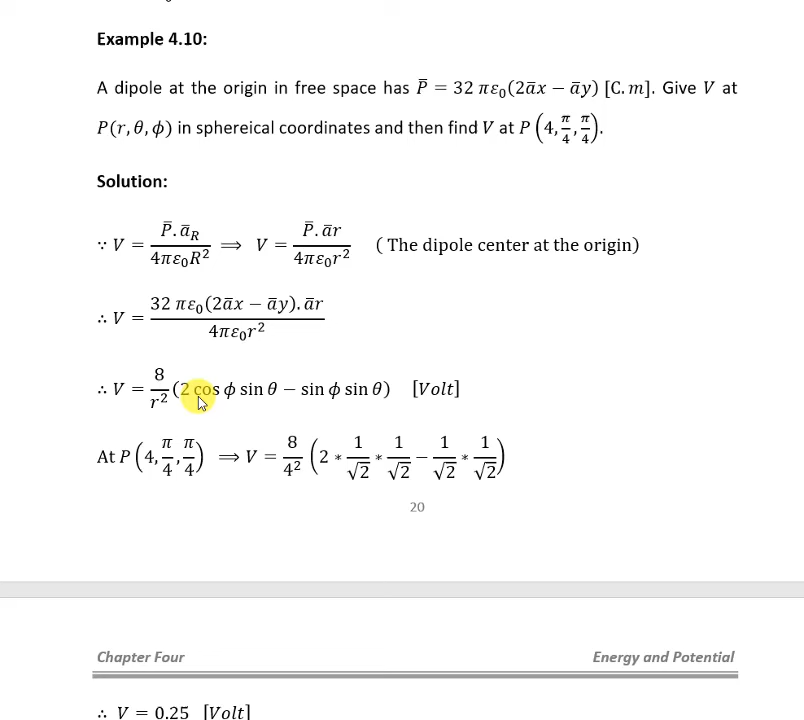 Example 4.10:
A dipole at the origin in free space has P̄ = 32 πε₀(2āx − āy) [C.m]. Give V at
P(r, θ, ϕ) in sphereical coordinates and then find V at P (4, π/4, π/4).
Solution:
∵ V = P̄.ā_R / 4πε₀R² ⟹ V = P̄.ār / 4πε₀r² ( The dipole center at the origin)
∴ V = 32 πε₀(2āx − āy).ār / 4πε₀r²
∴ V = 8/r² (2 cos ϕ sin θ − sin ϕ sin θ) [Volt]
At P (4, π/4, π/4) ⟹ V = 8/4² (2 * 1/√2 * 1/√2 − 1/√2 * 1/√2)
20
Chapter Four Energy and Potential
∴ V = 0.25 [Volt]